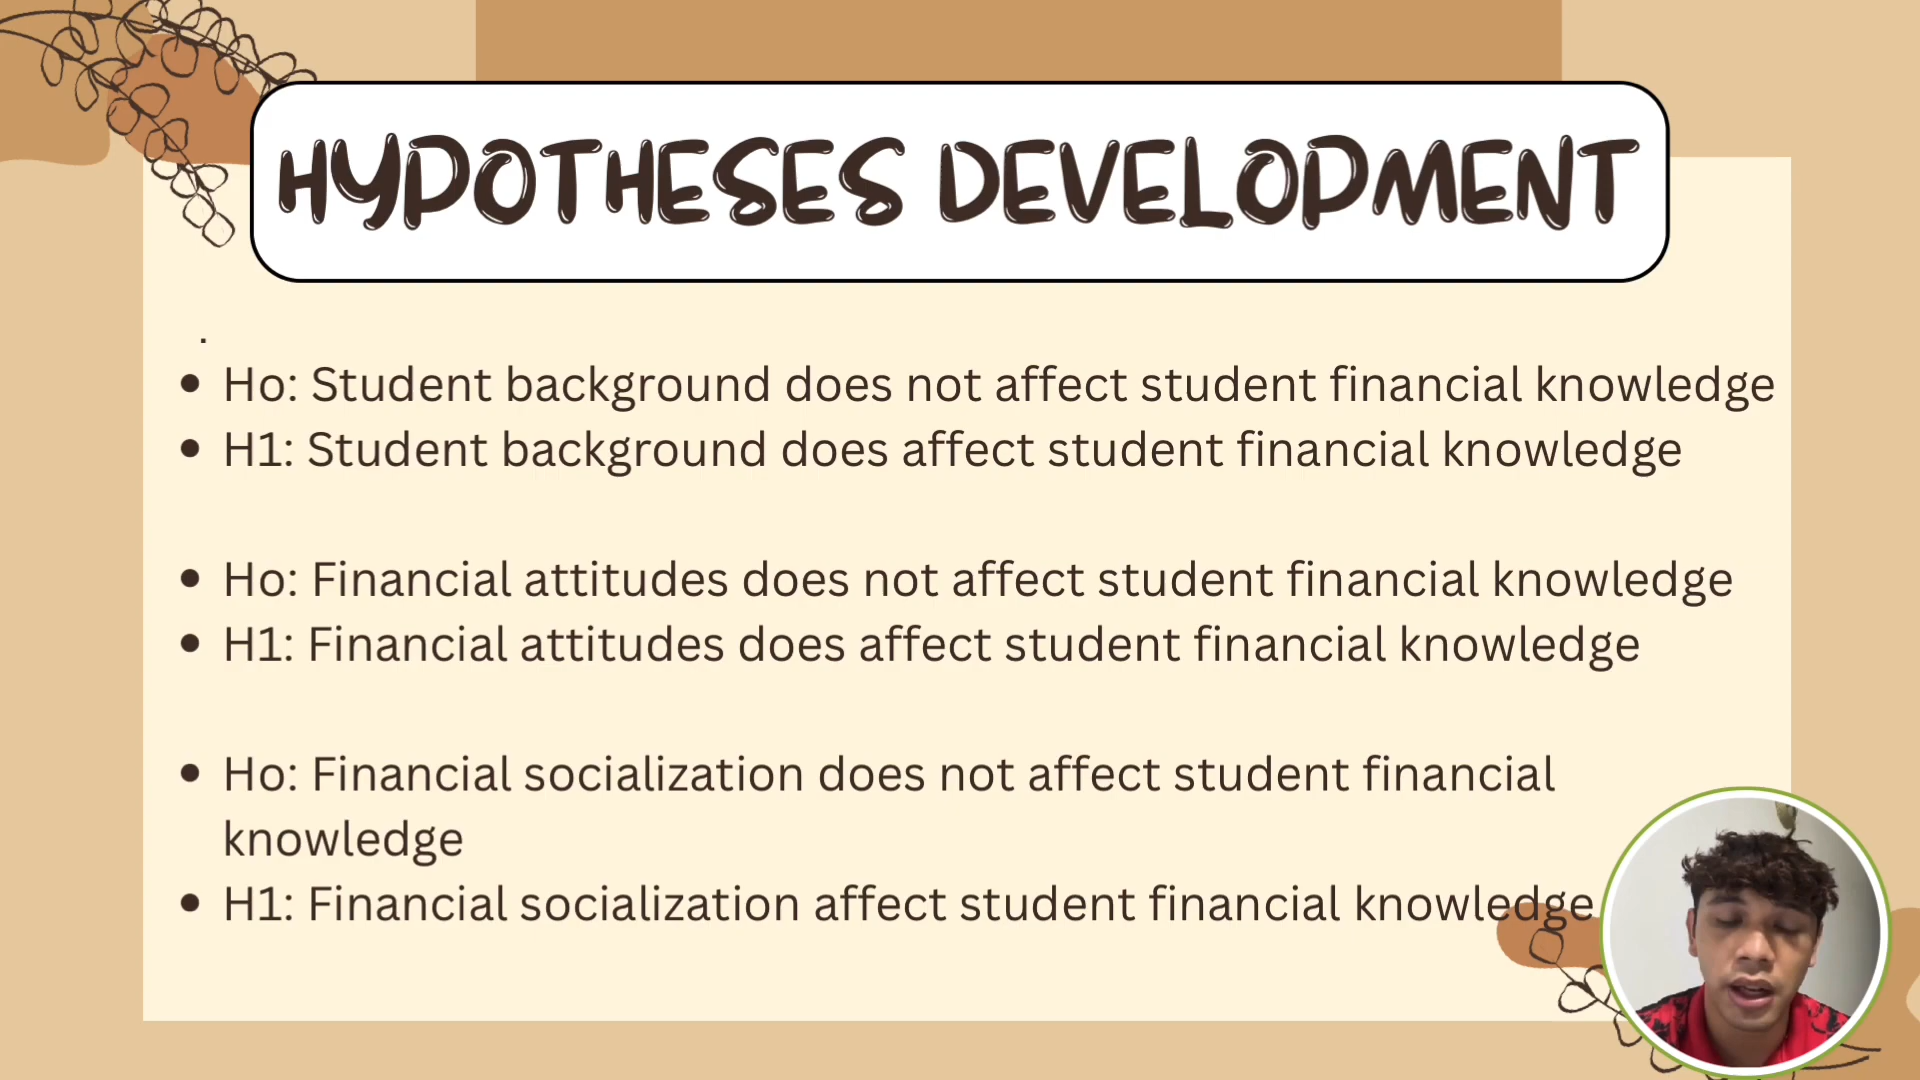 HYPOTHESES DEVELOPMENT
.
• Ho: Student background does not affect student financial knowledge
• H1: Student background does affect student financial knowledge
• Ho: Financial attitudes does not affect student financial knowledge
• H1: Financial attitudes does affect student financial knowledge
• Ho: Financial socialization does not affect student financial
knowledge
• H1: Financial socialization affect student financial knowledge